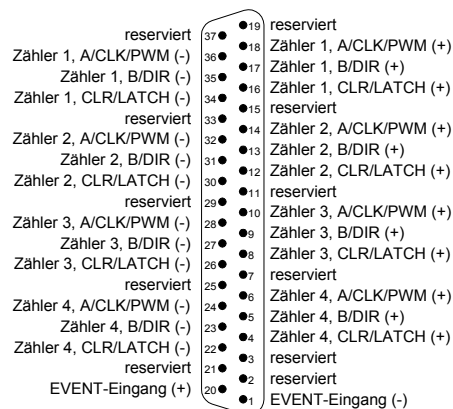 reserviert 37
Zähler 1, A/CLK/PWM (-) 36
Zähler 1, B/DIR (-) 35
Zähler 1, CLR/LATCH (-) 34
reserviert 33
Zähler 2, A/CLK/PWM (-) 32
Zähler 2, B/DIR (-) 31
Zähler 2, CLR/LATCH (-) 30
reserviert 29
Zähler 3, A/CLK/PWM (-) 28
Zähler 3, B/DIR (-) 27
Zähler 3, CLR/LATCH (-) 26
reserviert 25
Zähler 4, A/CLK/PWM (-) 24
Zähler 4, B/DIR (-) 23
Zähler 4, CLR/LATCH (-) 22
reserviert 21
EVENT-Eingang (+) 20
19 reserviert
18 Zähler 1, A/CLK/PWM (+)
17 Zähler 1, B/DIR (+)
16 Zähler 1, CLR/LATCH (+)
15 reserviert
14 Zähler 2, A/CLK/PWM (+)
13 Zähler 2, B/DIR (+)
12 Zähler 2, CLR/LATCH (+)
11 reserviert
10 Zähler 3, A/CLK/PWM (+)
9 Zähler 3, B/DIR (+)
8 Zähler 3, CLR/LATCH (+)
7 reserviert
6 Zähler 4, A/CLK/PWM (+)
5 Zähler 4, B/DIR (+)
4 Zähler 4, CLR/LATCH (+)
3 reserviert
2 reserviert
1 EVENT-Eingang (-)